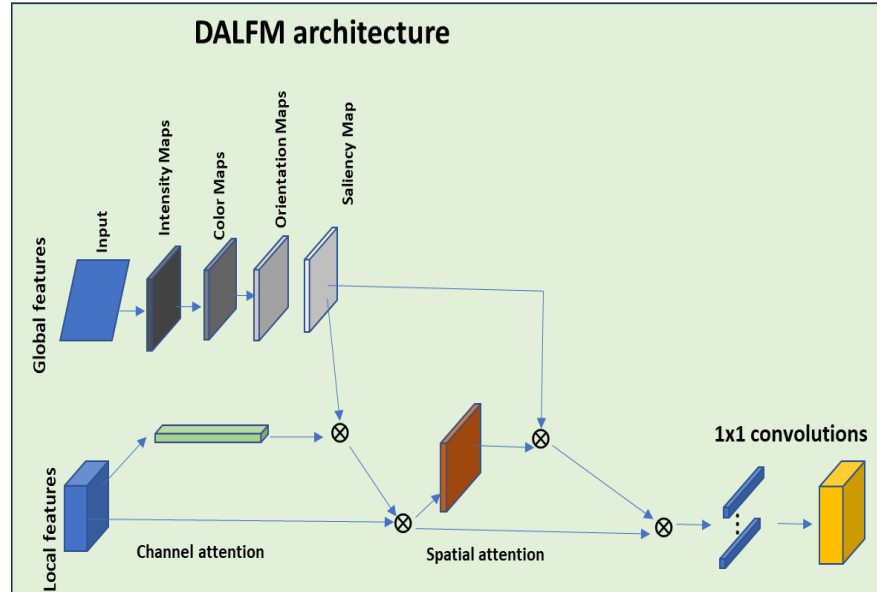 DALFM architecture
Input
Intensity Maps
Color Maps
Orientation Maps
Saliency Map
Global features
1x1 convolutions
Local features
Channel attention
Spatial attention